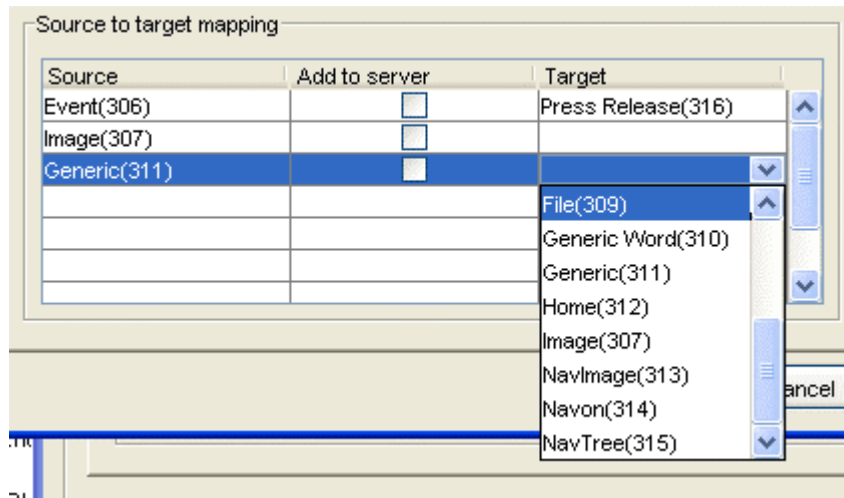 Source to target mapping
Source Add to server Target
Event(306) Press Release(316)
Image(307)
Generic(311)
File(309)
Generic Word(310)
Generic(311)
Home(312)
Image(307)
NavImage(313)
Navon(314)
NavTree(315)
ancel